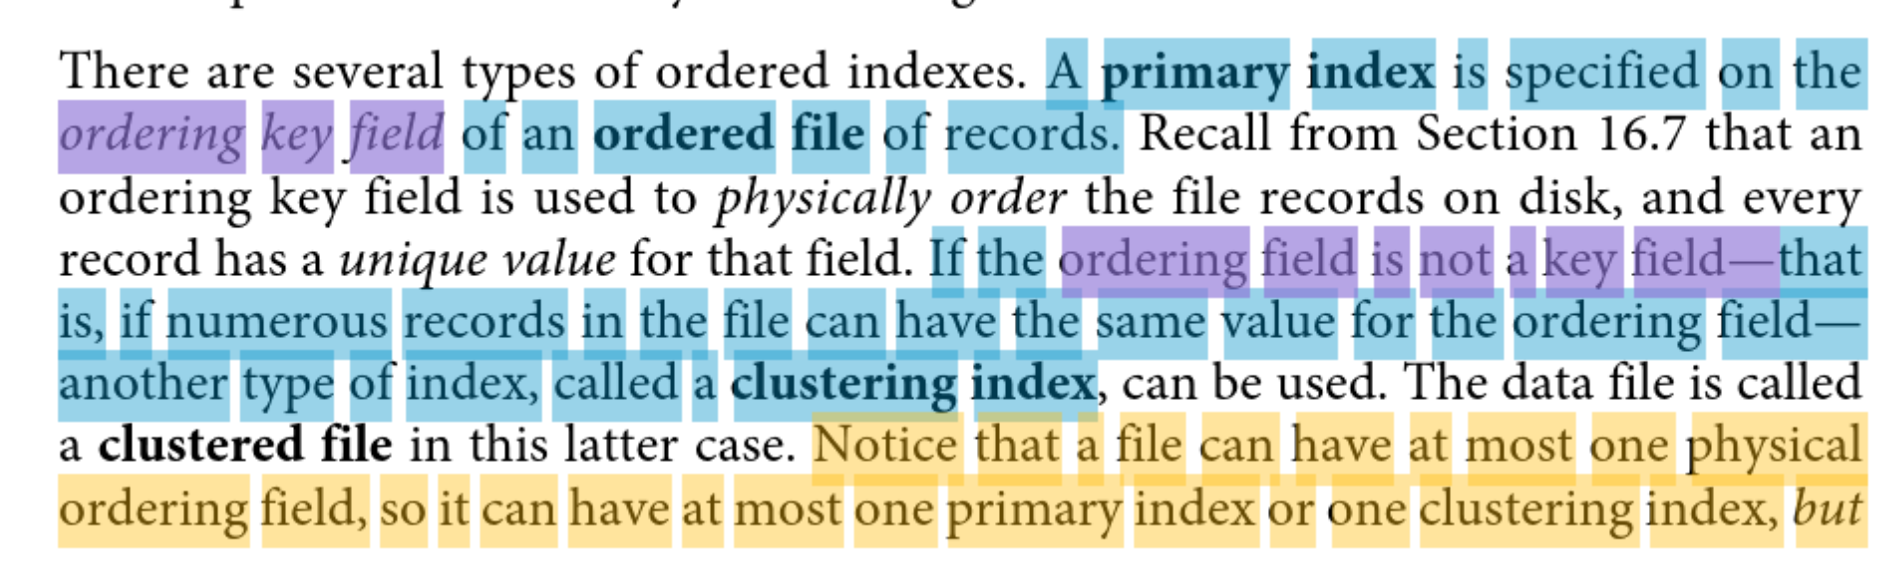 There are several types of ordered indexes. A primary index is specified on the
ordering key field of an ordered file of records. Recall from Section 16.7 that an
ordering key field is used to physically order the file records on disk, and every
record has a unique value for that field. If the ordering field is not a key field—that
is, if numerous records in the file can have the same value for the ordering field—
another type of index, called a clustering index, can be used. The data file is called
a clustered file in this latter case. Notice that a file can have at most one physical
ordering field, so it can have at most one primary index or one clustering index, but